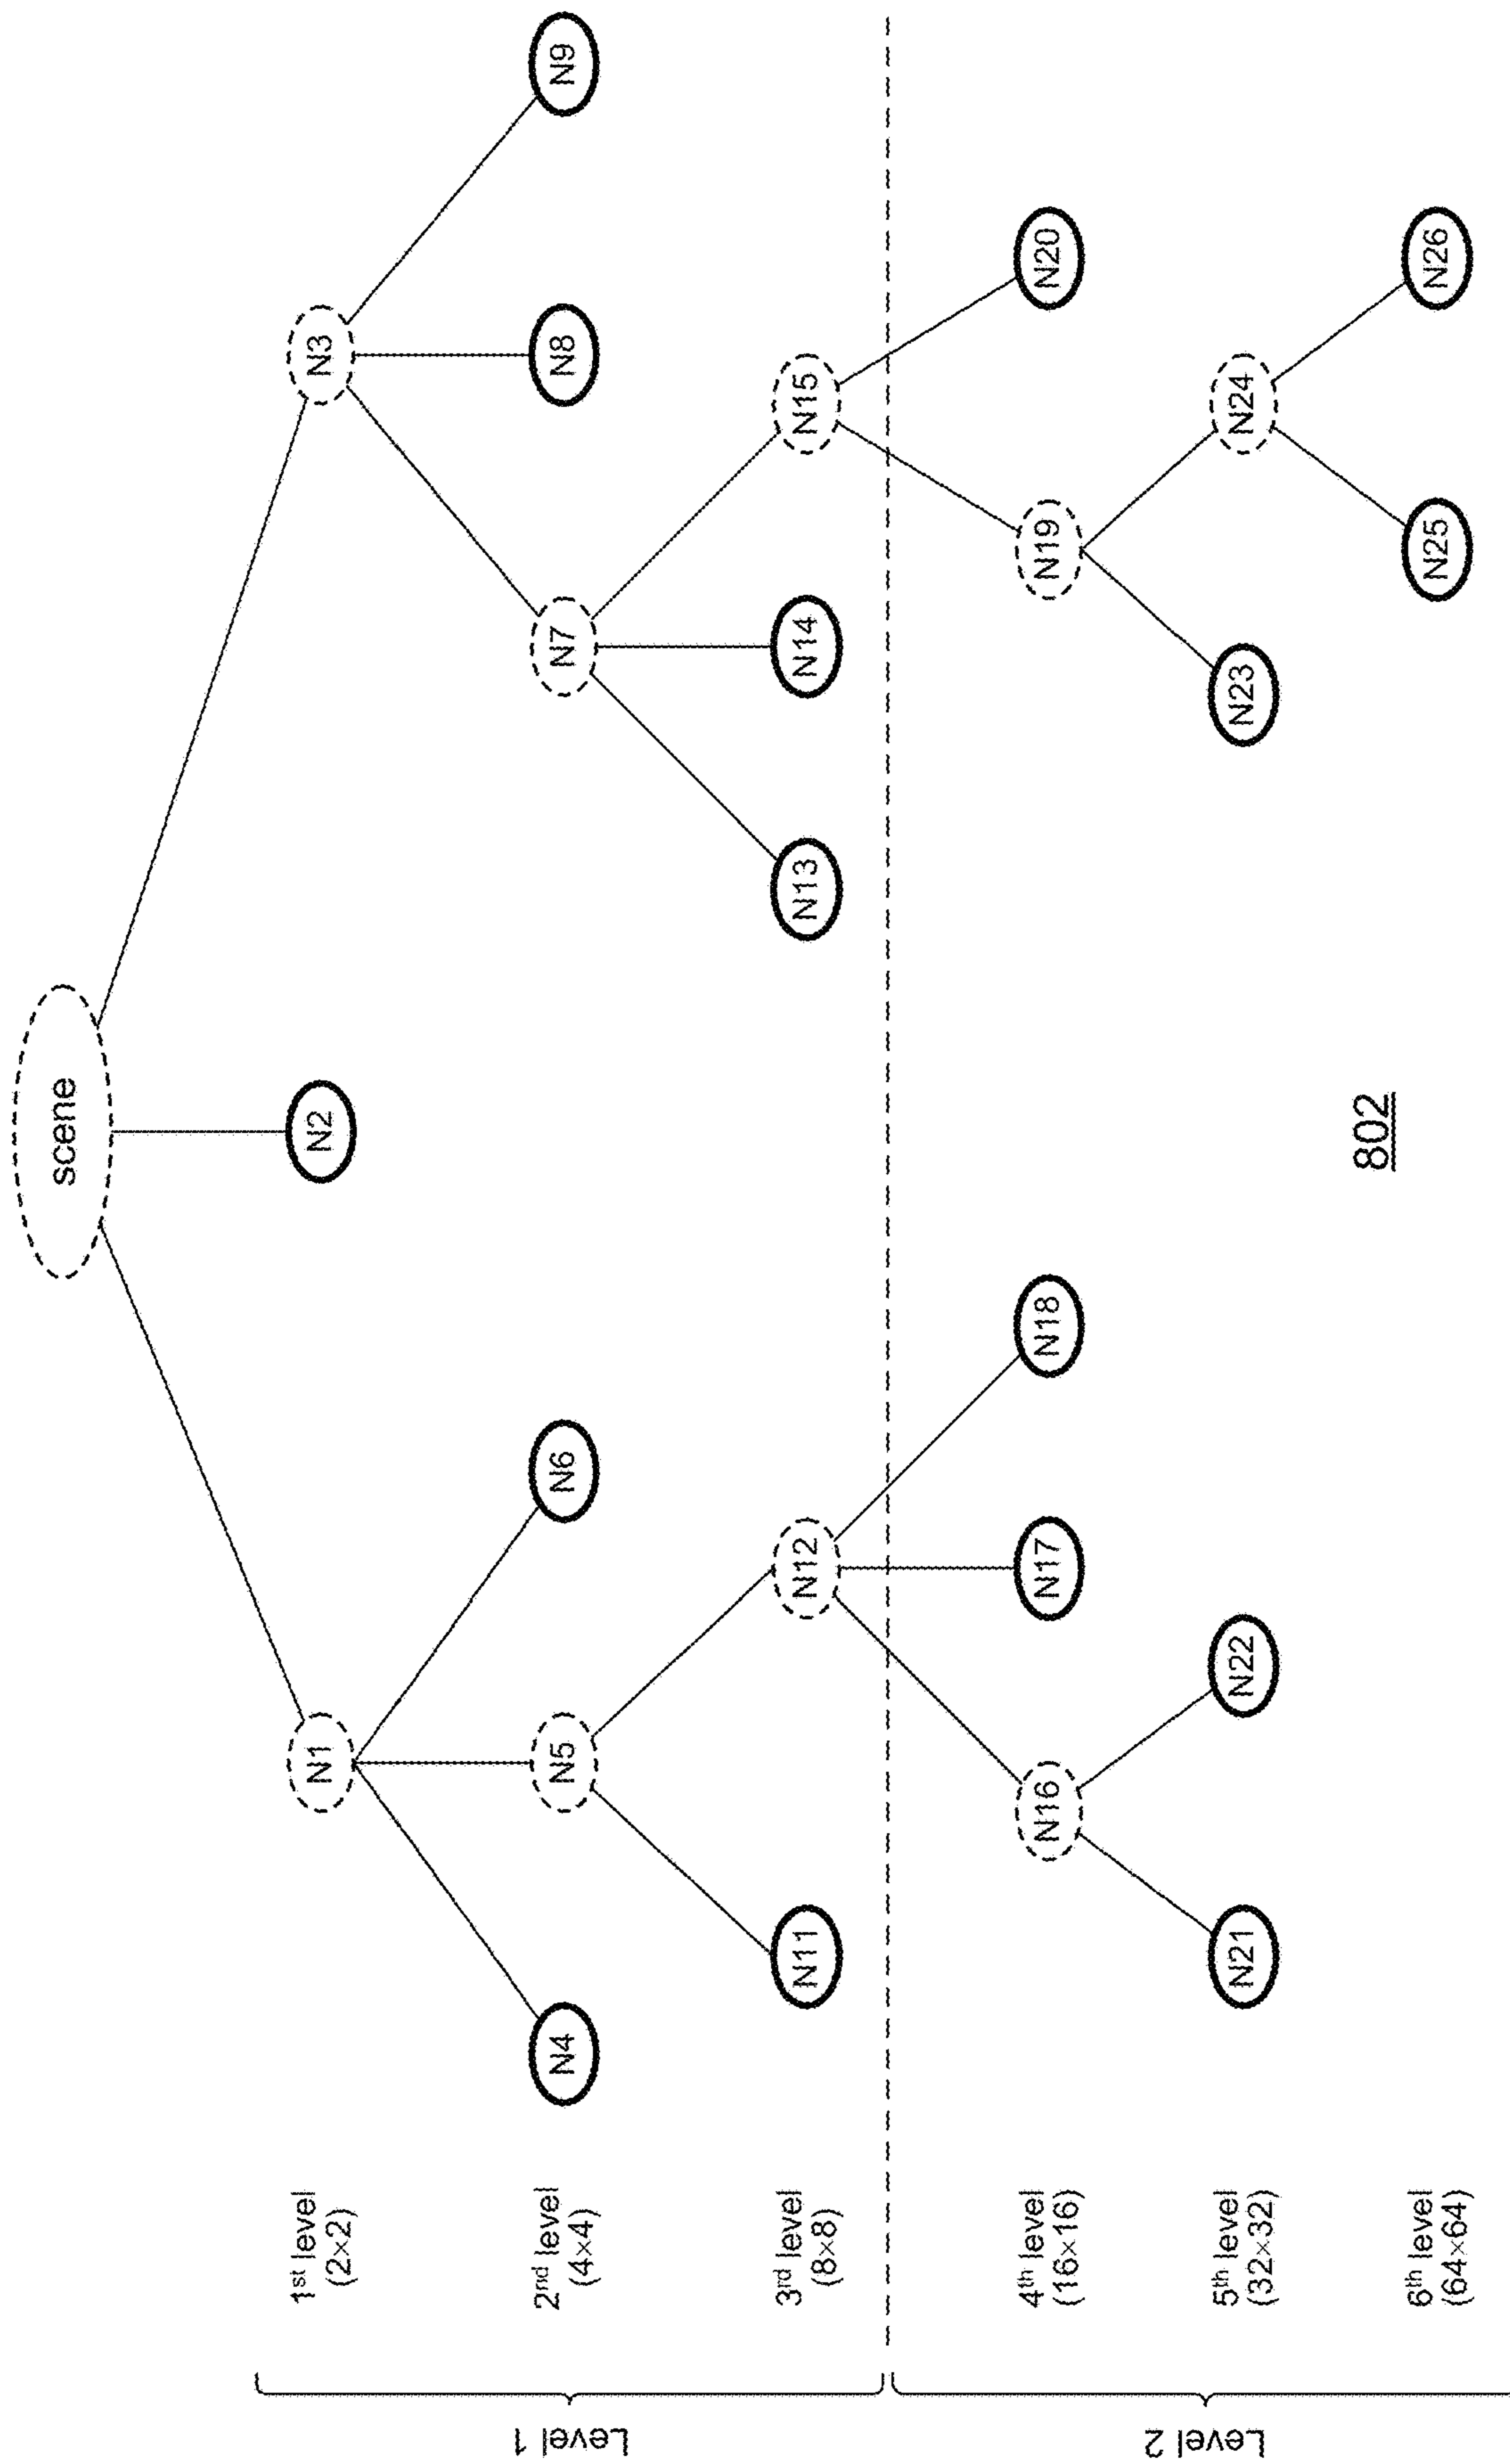 scene
1st level
(2×2)
N1
N2
N3
2nd level
(4×4)
N4
N5
N6
N7
N8
N9
3rd level
(8×8)
N11
N12
N13
N14
N15
4th level
(16×16)
N16
N17
N18
N19
N20
5th level
(32×32)
N21
N22
N23
N24
6th level
(64×64)
N25
N26
Level 1
Level 2
802